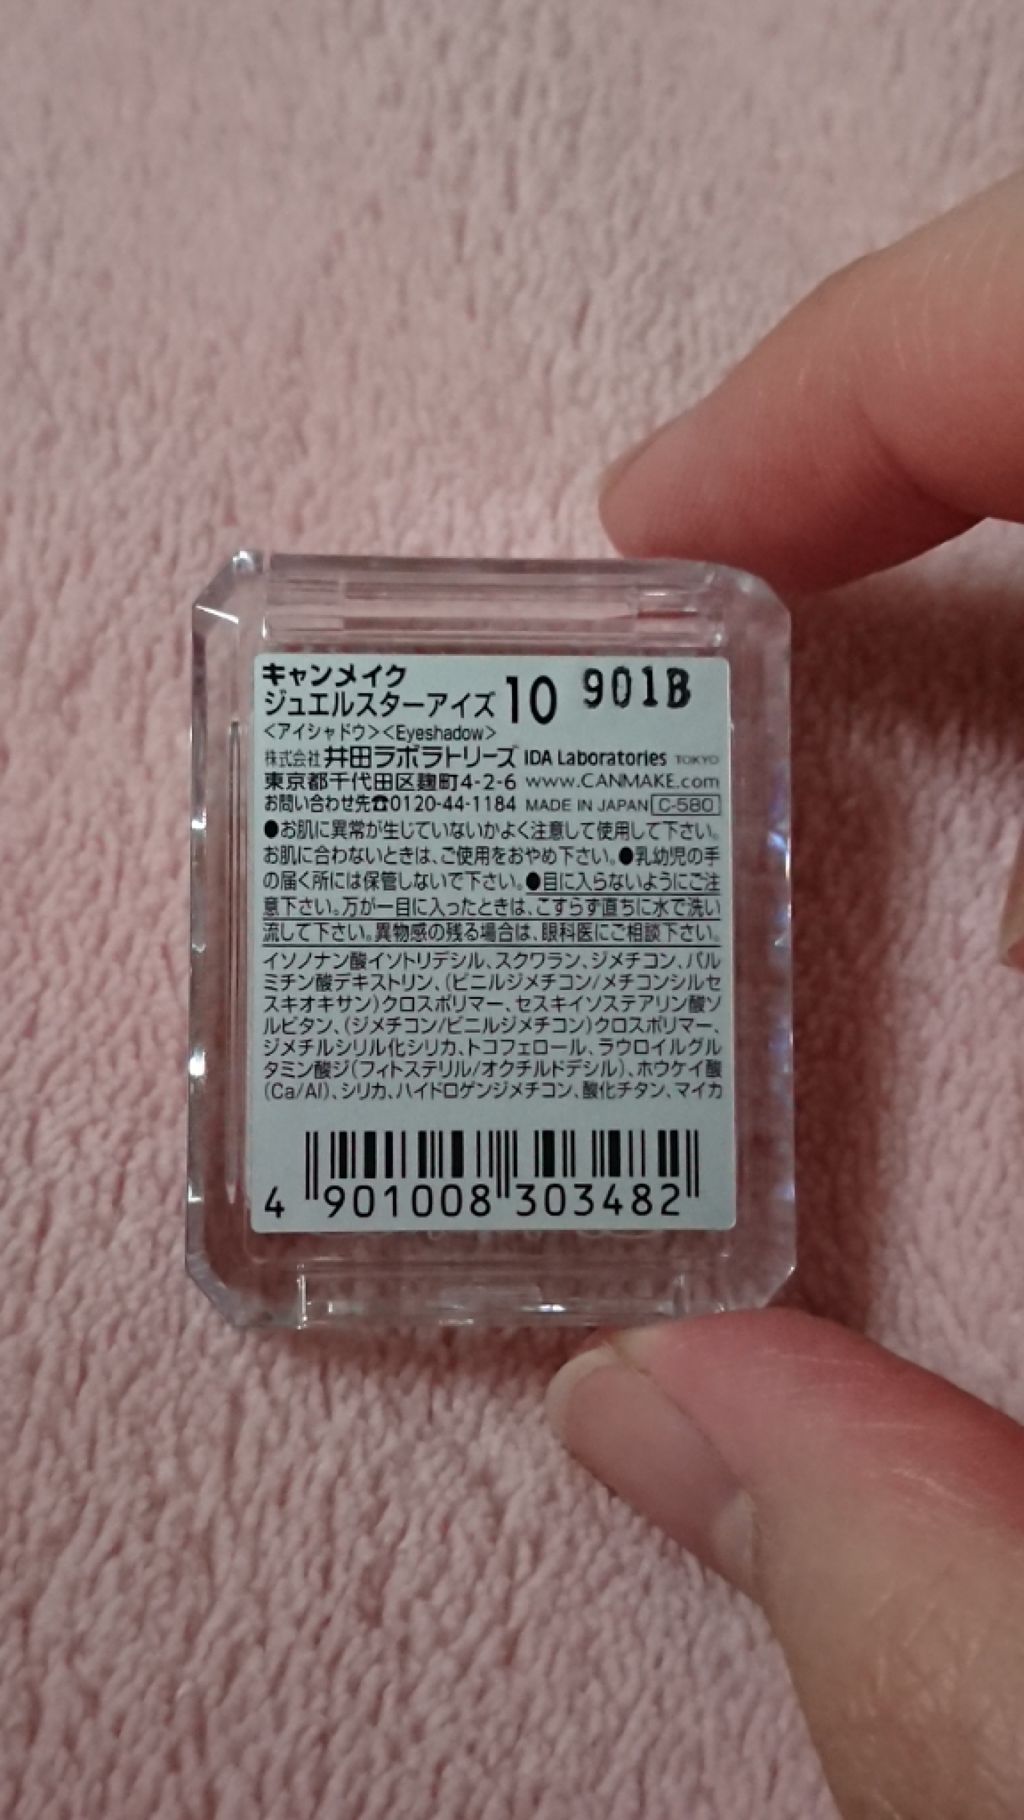 キャンメイク
ジュエルスターアイズ 10 901B
<アイシャドウ><Eyeshadow>
株式会社 井田ラボラトリーズ IDA Laboratories TOKYO
東京都千代田区麹町4-2-6 www.CANMAKE.com
お問い合わせ先☎0120-44-1184 MADE IN JAPAN C-580
●お肌に異常が生じていないかよく注意して使用して下さい。
お肌に合わないときは、ご使用をおやめ下さい。●乳幼児の手
の届く所には保管しないで下さい。●目に入らないようにご注
意下さい。万が一目に入ったときは、こすらず直ちに水で洗い
流して下さい。異物感の残る場合は、眼科医にご相談下さい。
イソノナン酸イソトリデシル、スクワラン、ジメチコン、パル
ミチン酸デキストリン、(ビニルジメチコン/メチコンシルセ
スキオキサン)クロスポリマー、セスキイソステアリン酸ソ
ルビタン、(ジメチコン/ビニルジメチコン)クロスポリマー、
ジメチルシリル化シリカ、トコフェロール、ラウロイルグル
タミン酸ジ(フィトステリル/オクチルドデシル)、ホウケイ酸
(Ca/Al)、シリカ、ハイドロゲンジメチコン、酸化チタン、マイカ
4 901008 303482